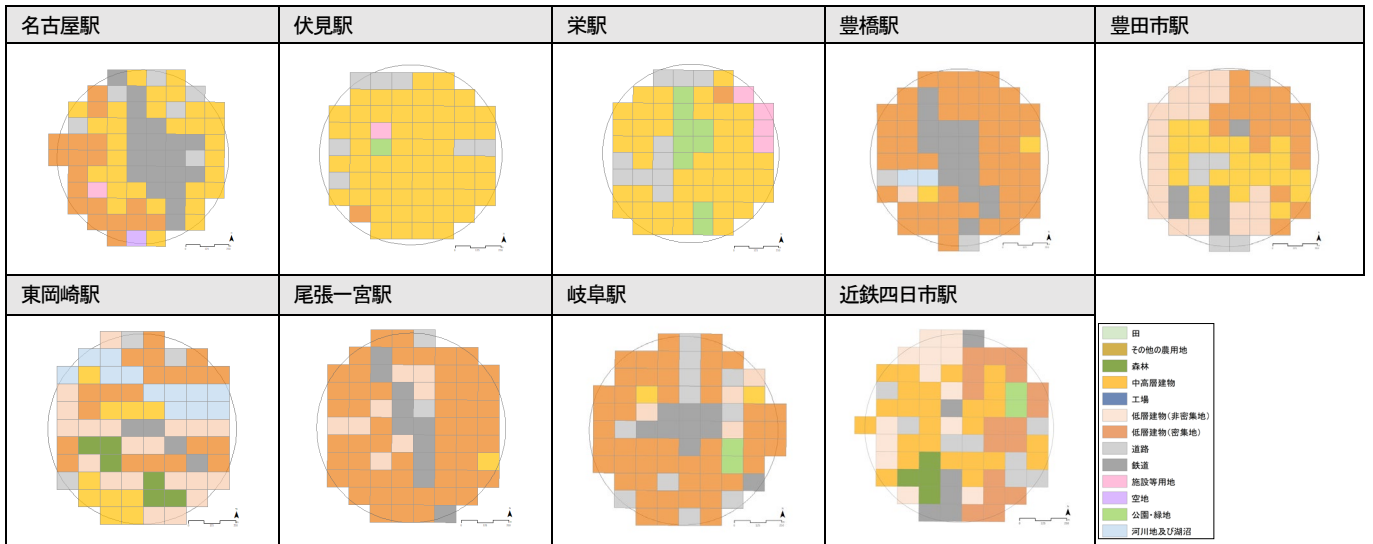 名古屋駅
伏見駅
栄駅
豊橋駅
豊田市駅
東岡崎駅
尾張一宮駅
岐阜駅
近鉄四日市駅
田
その他の農用地
森林
中高層建物
工場
低層建物(非密集地)
低層建物(密集地)
道路
鉄道
施設等用地
空地
公園・緑地
河川地及び湖沼